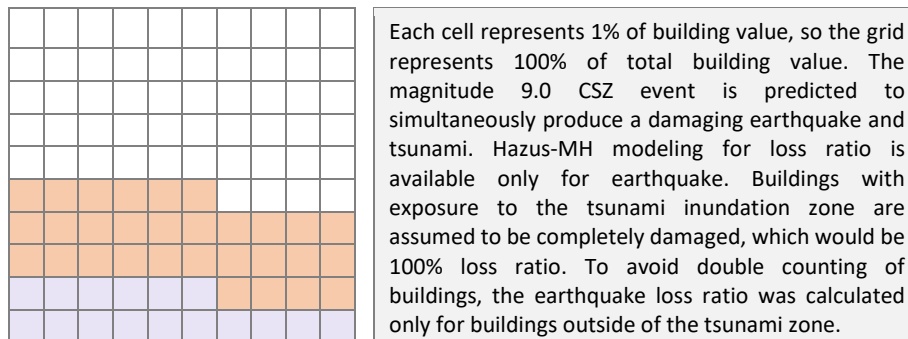 Each cell represents 1% of building value, so the grid
represents 100% of total building value. The
magnitude 9.0 CSZ event is predicted to
simultaneously produce a damaging earthquake and
tsunami. Hazus-MH modeling for loss ratio is
available only for earthquake. Buildings with
exposure to the tsunami inundation zone are
assumed to be completely damaged, which would be
100% loss ratio. To avoid double counting of
buildings, the earthquake loss ratio was calculated
only for buildings outside of the tsunami zone.